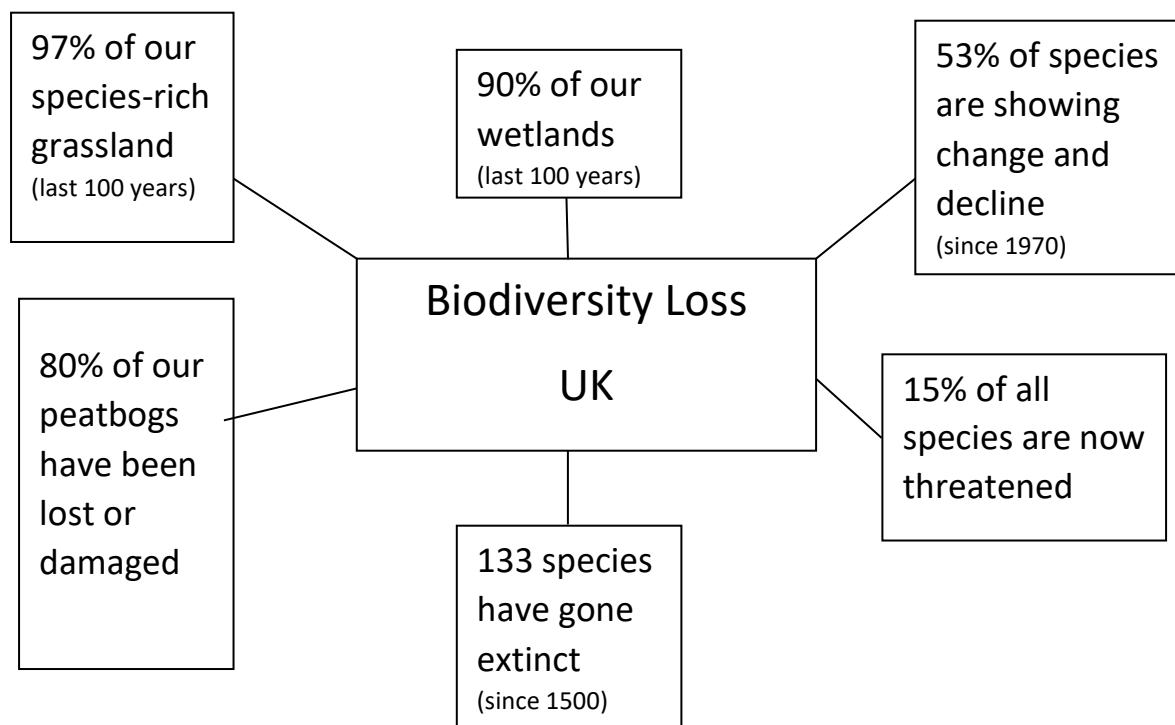 97% of our
species-rich
grassland
(last 100 years)
90% of our
wetlands
(last 100 years)
53% of species
are showing
change and
decline
(since 1970)
Biodiversity Loss
UK
80% of our
peatbogs
have been
lost or
damaged
15% of all
species are now
threatened
133 species
have gone
extinct
(since 1500)